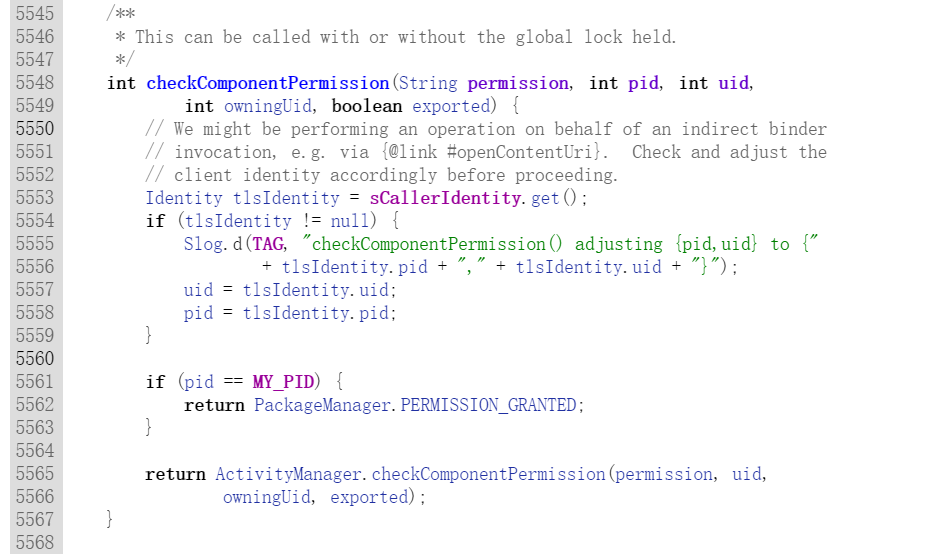 5545 /**
5546 * This can be called with or without the global lock held.
5547 */
5548 int checkComponentPermission(String permission, int pid, int uid,
5549 int owningUid, boolean exported) {
5550 // We might be performing an operation on behalf of an indirect binder
5551 // invocation, e.g. via {@link #openContentUri}.  Check and adjust the
5552 // client identity accordingly before proceeding.
5553 Identity tlsIdentity = sCallerIdentity.get();
5554 if (tlsIdentity != null) {
5555 Slog.d(TAG, "checkComponentPermission() adjusting {pid,uid} to {"
5556 + tlsIdentity.pid + "," + tlsIdentity.uid + "}");
5557 uid = tlsIdentity.uid;
5558 pid = tlsIdentity.pid;
5559 }
5560
5561 if (pid == MY_PID) {
5562 return PackageManager.PERMISSION_GRANTED;
5563 }
5564
5565 return ActivityManager.checkComponentPermission(permission, uid,
5566 owningUid, exported);
5567 }
5568